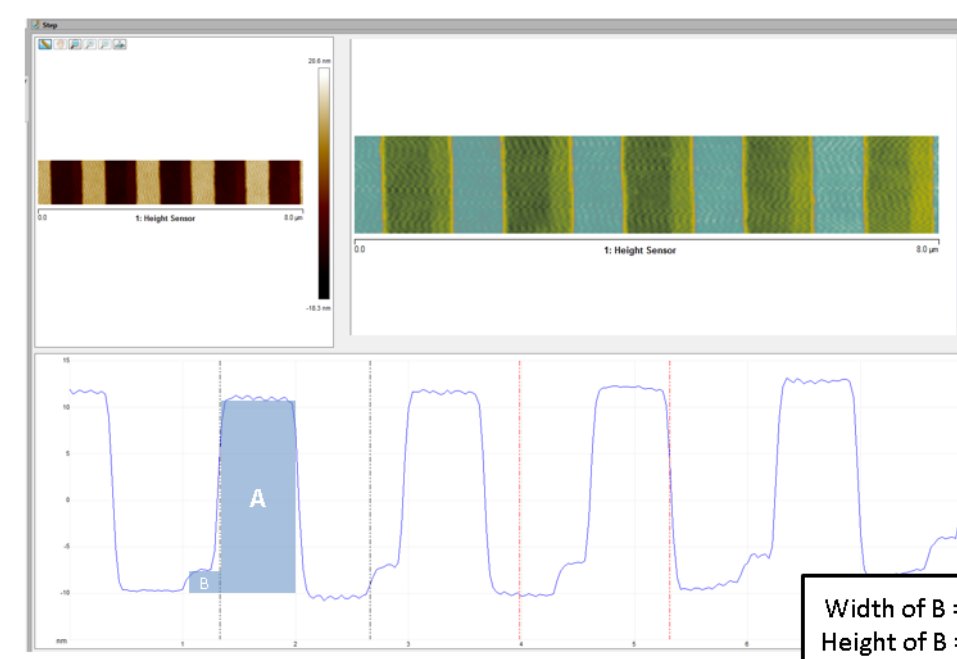 Step
20.6 nm
-18.3 nm
0.0
1: Height Sensor
8.0 µm
0.0
1: Height Sensor
8.0 µm
15
10
5
0
-5
-10
nm
1
2
3
4
5
A
B
Width of B =
Height of B =